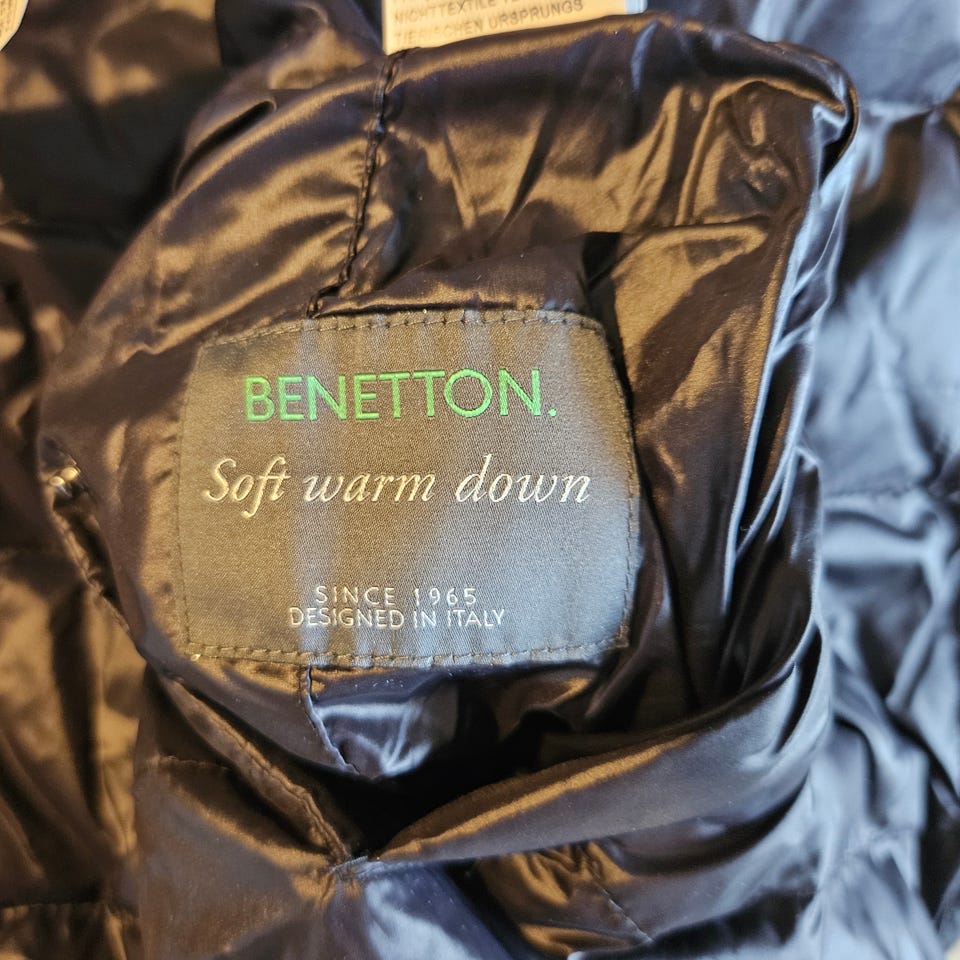 NICHTTEXTILE
TIERISCHEN URSPRUNGS
BENETTON.
Soft warm down
SINCE 1965
DESIGNED IN ITALY